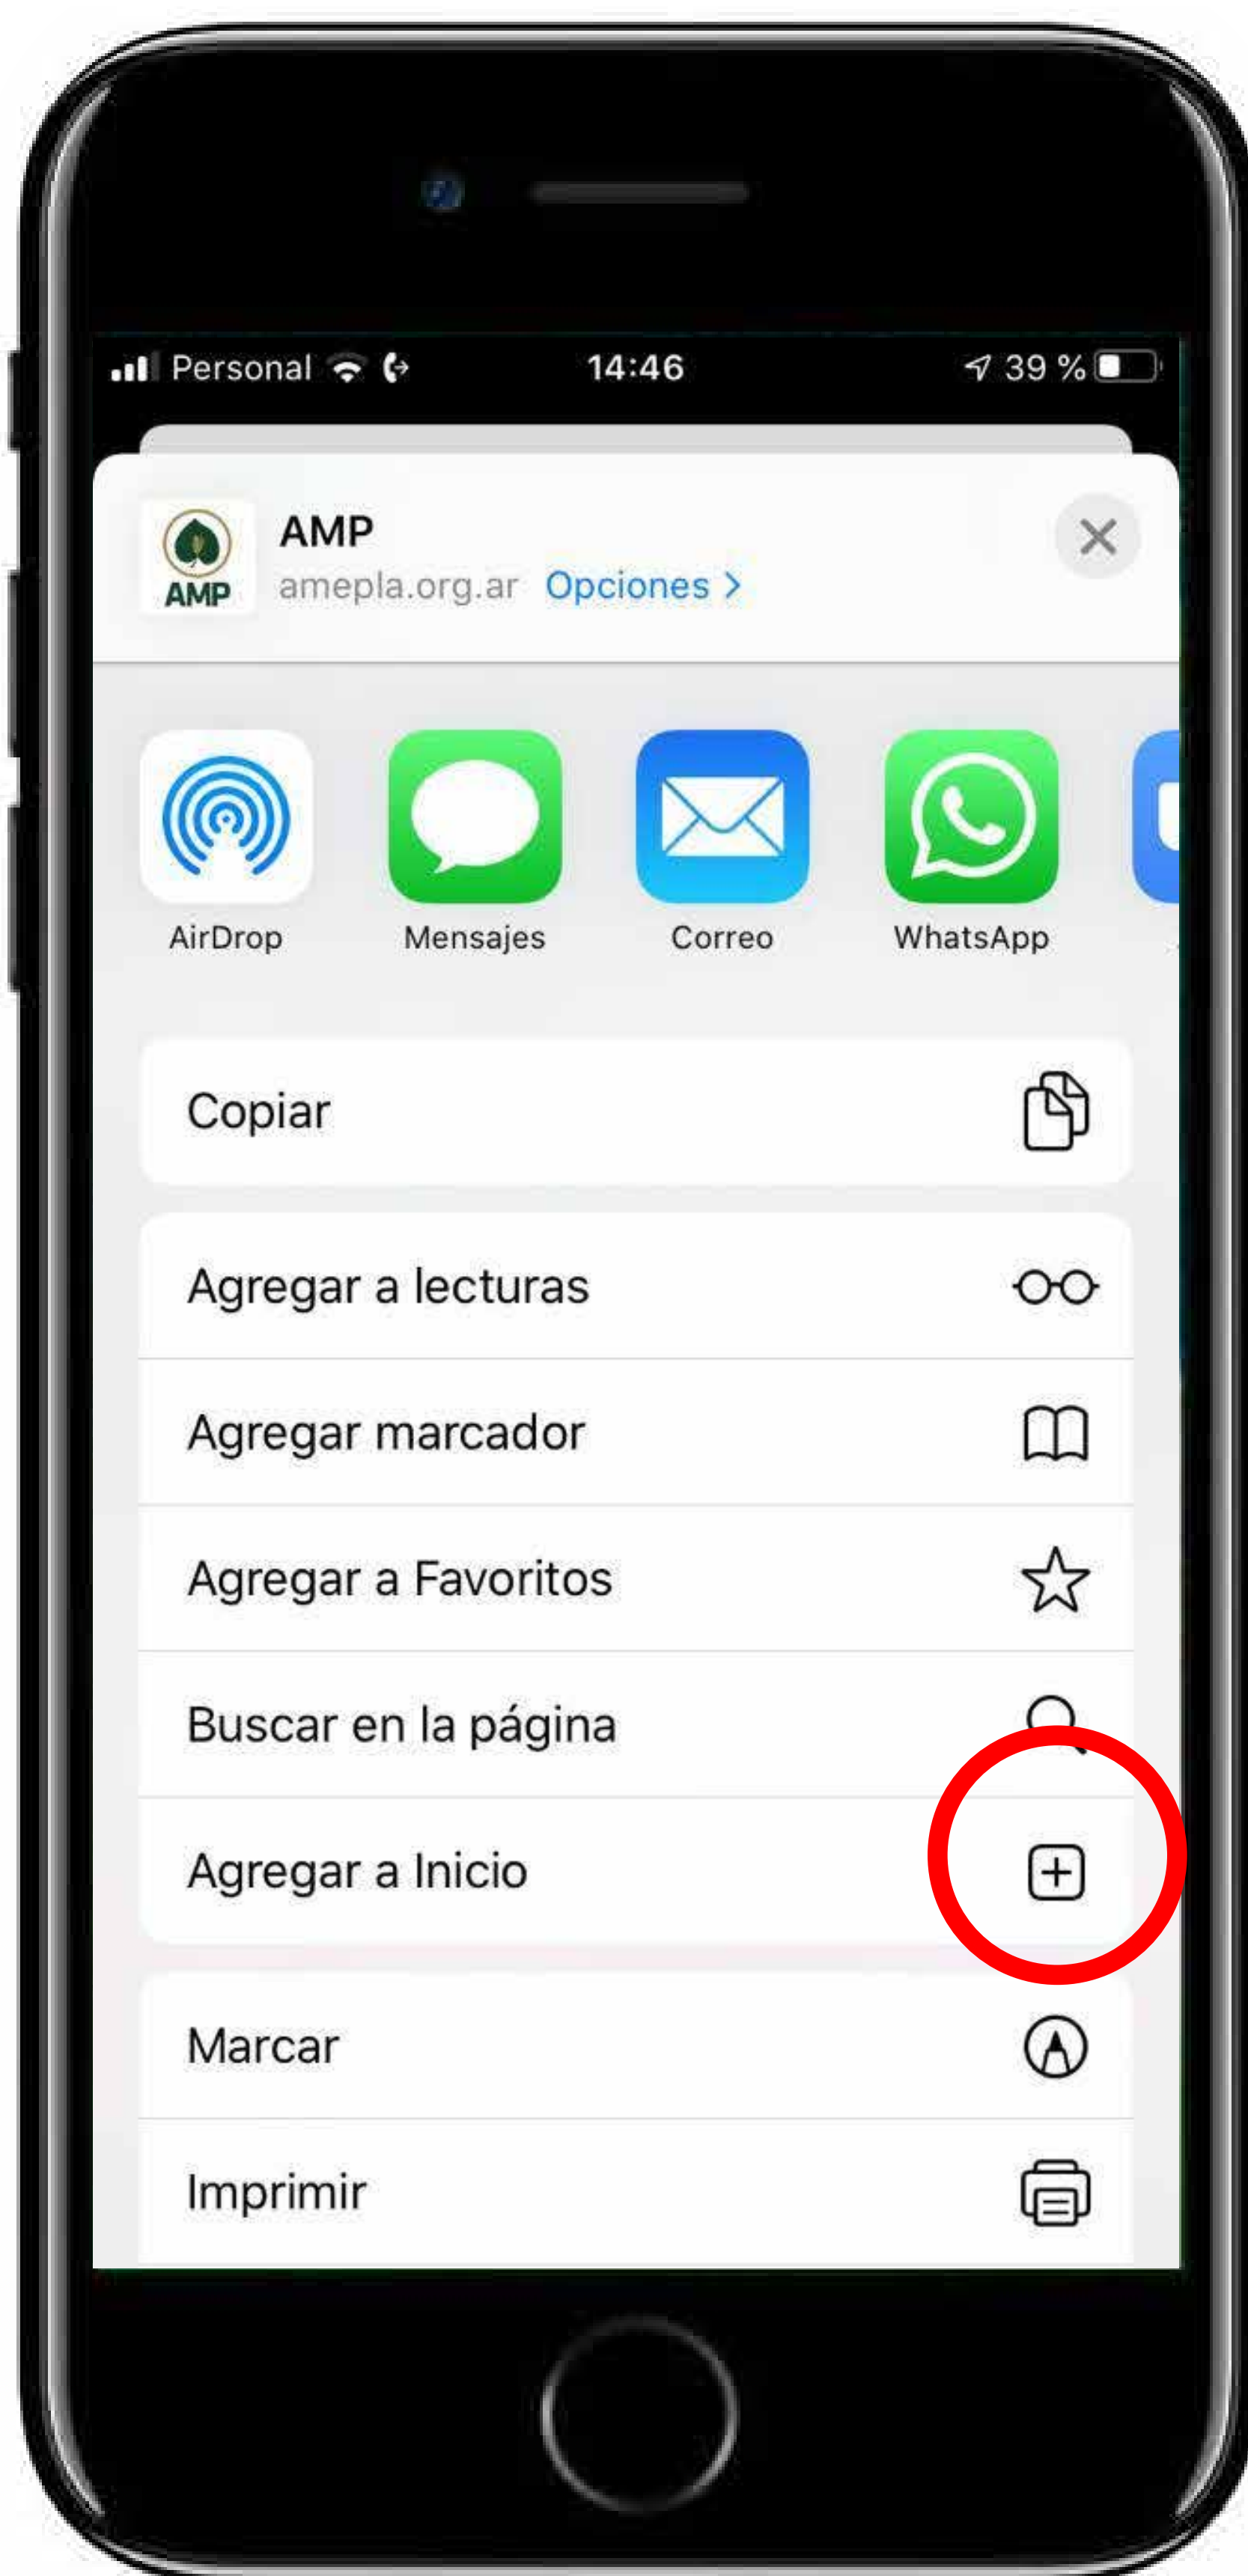 Personal 14:46 39 %
AMP
AMP
amepla.org.ar Opciones >
AirDrop Mensajes Correo WhatsApp
Copiar
Agregar a lecturas
Agregar marcador
Agregar a Favoritos
Buscar en la página
Agregar a Inicio
Marcar
Imprimir